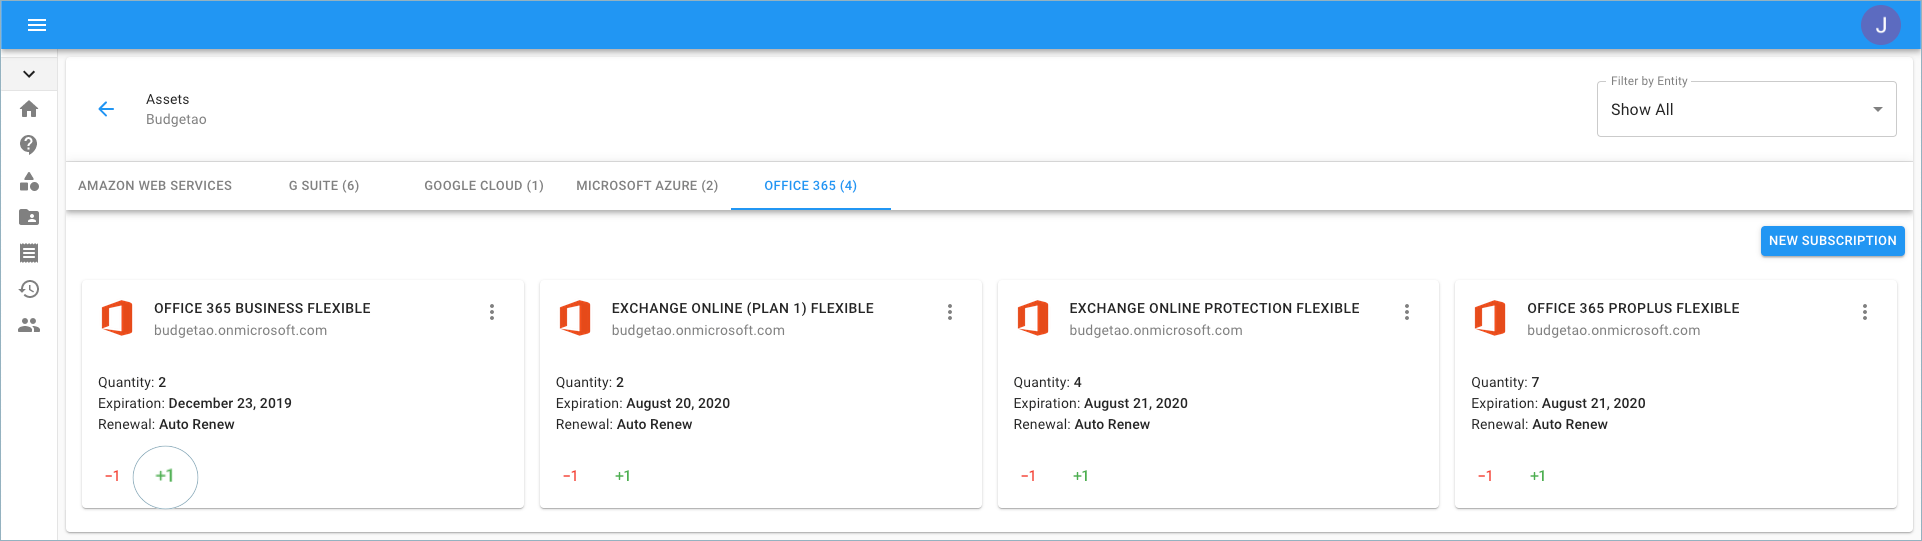 J
Assets
Budgetao
Filter by Entity
Show All
AMAZON WEB SERVICES
G SUITE (6)
GOOGLE CLOUD (1)
MICROSOFT AZURE (2)
OFFICE 365 (4)
NEW SUBSCRIPTION
OFFICE 365 BUSINESS FLEXIBLE
budgetao.onmicrosoft.com
Quantity: 2
Expiration: December 23, 2019
Renewal: Auto Renew
−1 +1
EXCHANGE ONLINE (PLAN 1) FLEXIBLE
budgetao.onmicrosoft.com
Quantity: 2
Expiration: August 20, 2020
Renewal: Auto Renew
−1 +1
EXCHANGE ONLINE PROTECTION FLEXIBLE
budgetao.onmicrosoft.com
Quantity: 4
Expiration: August 21, 2020
Renewal: Auto Renew
−1 +1
OFFICE 365 PROPLUS FLEXIBLE
budgetao.onmicrosoft.com
Quantity: 7
Expiration: August 21, 2020
Renewal: Auto Renew
−1 +1